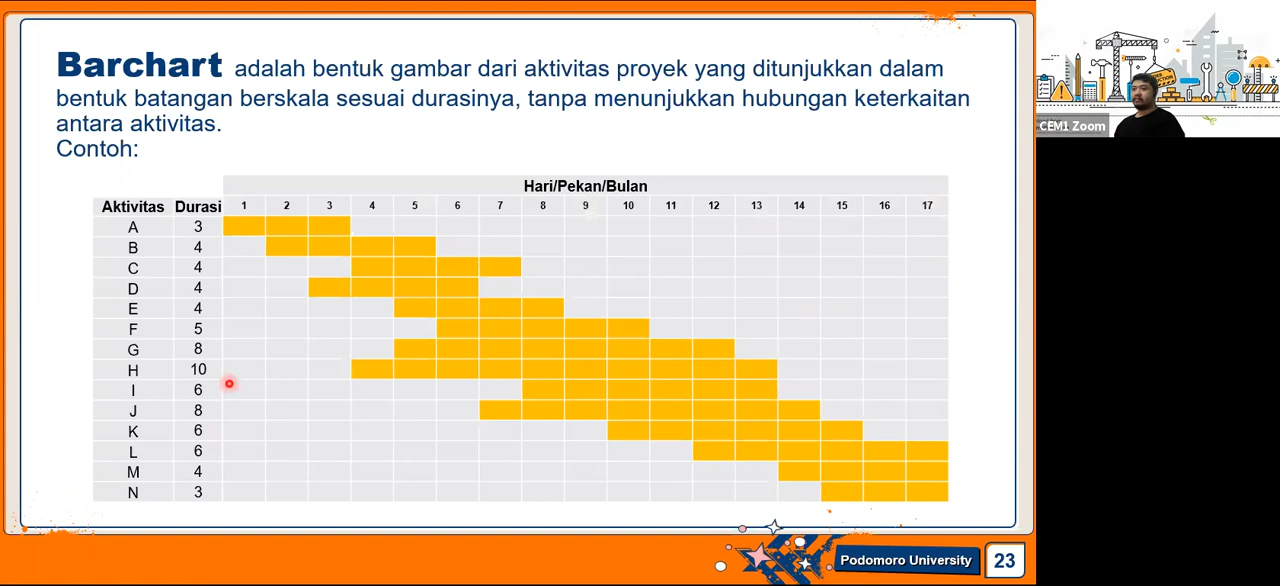 Barchart adalah bentuk gambar dari aktivitas proyek yang ditunjukkan dalam
bentuk batangan berskala sesuai durasinya, tanpa menunjukkan hubungan keterkaitan
antara aktivitas.
Contoh:
Hari/Pekan/Bulan
Aktivitas Durasi 1 2 3 4 5 6 7 8 9 10 11 12 13 14 15 16 17
A 3
B 4
C 4
D 4
E 4
F 5
G 8
H 10
I 6
J 8
K 6
L 6
M 4
N 3
Podomoro University 23
CEM1 Zoom